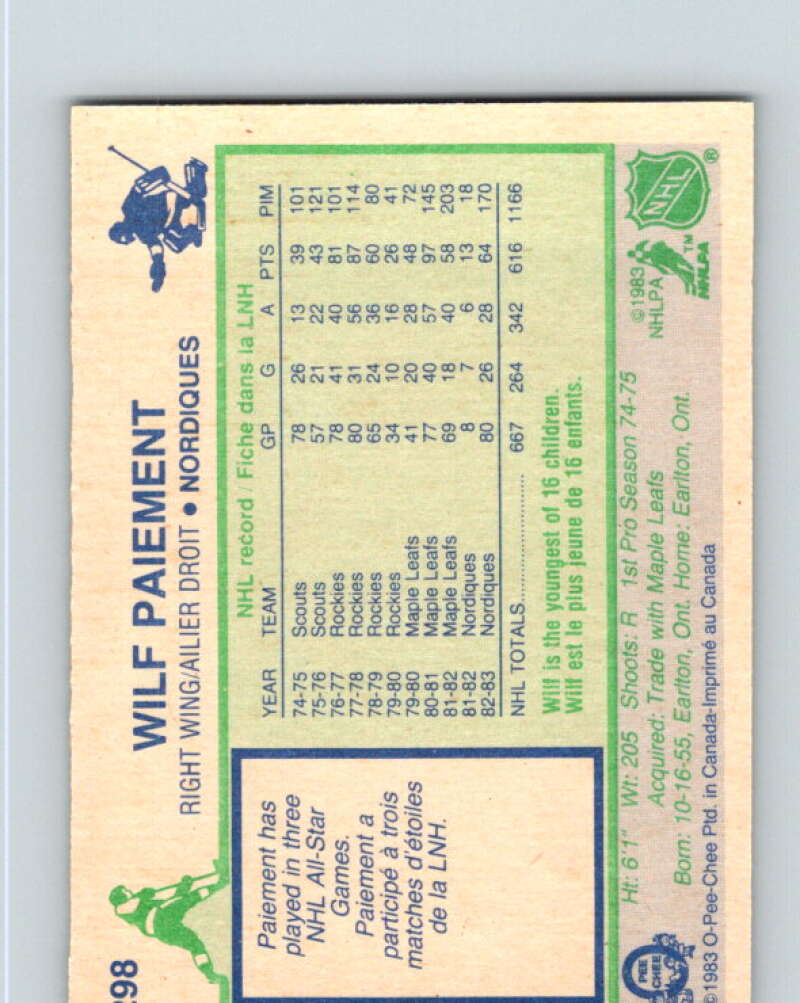 298
WILF PAIEMENT
RIGHT WING/AILIER DROIT • NORDIQUES
Paiement has
played in three
NHL All-Star
Games.
Paiement a
participé à trois
matches d'étoiles
de la LNH.
NHL record / Fiche dans la LNH
YEAR TEAM GP G A PTS PIM
74-75 Scouts 78 26 13 39 101
75-76 Scouts 57 21 22 43 121
76-77 Rockies 78 41 40 81 101
77-78 Rockies 80 31 56 87 114
78-79 Rockies 65 24 36 60 80
79-80 Rockies 34 10 16 26 41
79-80 Maple Leafs 41 20 28 48 72
80-81 Maple Leafs 77 40 57 97 145
81-82 Maple Leafs 69 18 40 58 203
81-82 Nordiques 8 7 6 13 18
82-83 Nordiques 80 26 28 64 170
NHL TOTALS.................... 667 264 342 616 1166
Wilf is the youngest of 16 children.
Wilf est le plus jeune de 16 enfants.
Ht: 6'1" Wt: 205 Shoots: R 1st Pro Season 74-75
Acquired: Trade with Maple Leafs
Born: 10-16-55, Earlton, Ont. Home: Earlton, Ont.
©1983 O-Pee-Chee Ptd. in Canada-Imprimé au Canada
PEE
CHEE
©1983
NHLPA
TM
NHLPA
NHL
®